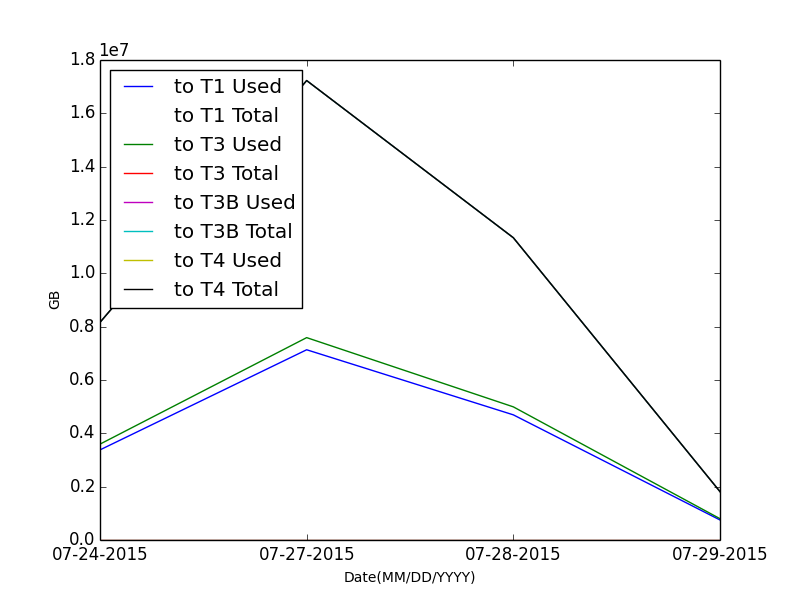 1e7
1.8
1.6
1.4
1.2
1.0
0.8
0.6
0.4
0.2
0.0
GB
to T1 Used
to T1 Total
to T3 Used
to T3 Total
to T3B Used
to T3B Total
to T4 Used
to T4 Total
07-24-2015 07-27-2015 07-28-2015 07-29-2015
Date(MM/DD/YYYY)